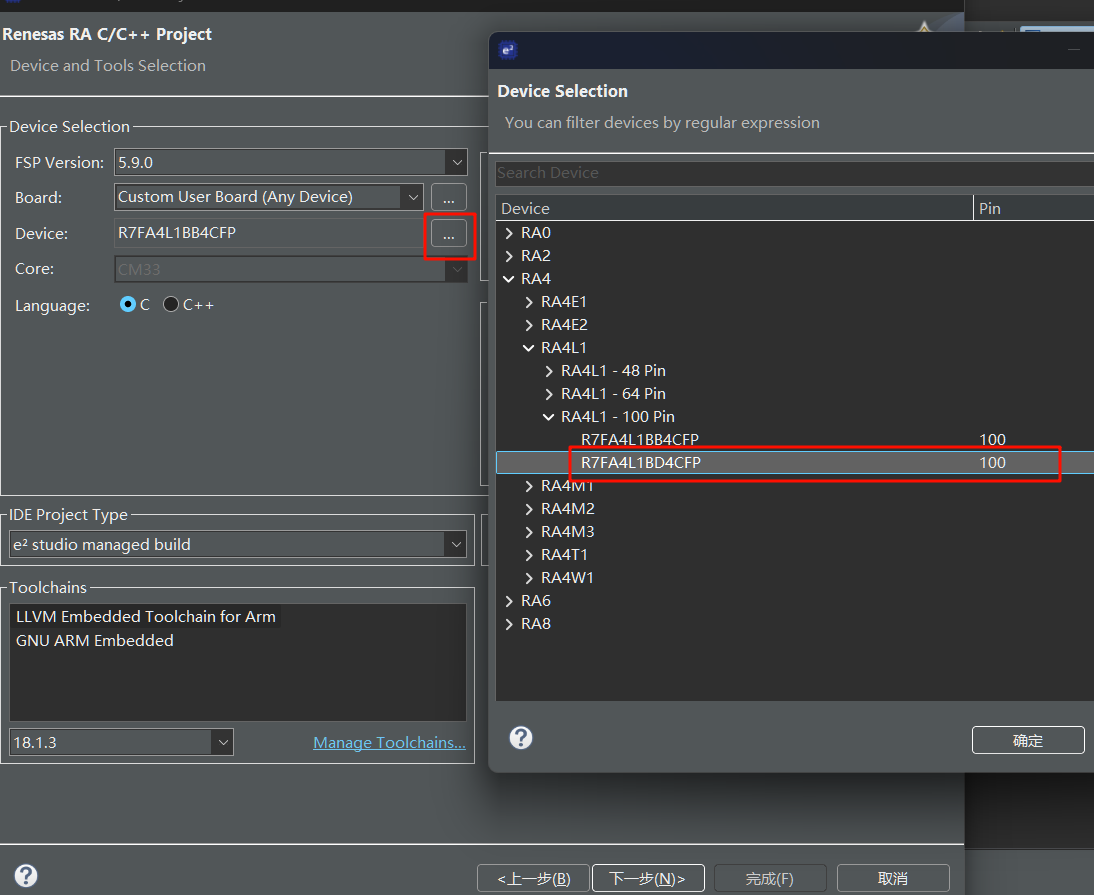 Renesas RA C/C++ Project
Device and Tools Selection
Device Selection
FSP Version: 5.9.0
Board: Custom User Board (Any Device) ...
Device: R7FA4L1BB4CFP ...
Core: CM33
Language: C C++
IDE Project Type
e² studio managed build
Toolchains
LLVM Embedded Toolchain for Arm
GNU ARM Embedded
18.1.3 Manage Toolchains...
e²
Device Selection
You can filter devices by regular expression
Search Device
Device Pin
RA0
RA2
RA4
RA4E1
RA4E2
RA4L1
RA4L1 - 48 Pin
RA4L1 - 64 Pin
RA4L1 - 100 Pin
R7FA4L1BB4CFP 100
R7FA4L1BD4CFP 100
RA4M1
RA4M2
RA4M3
RA4T1
RA4W1
RA6
RA8
? 确定
? <上一步(B) 下一步(N)> 完成(F) 取消